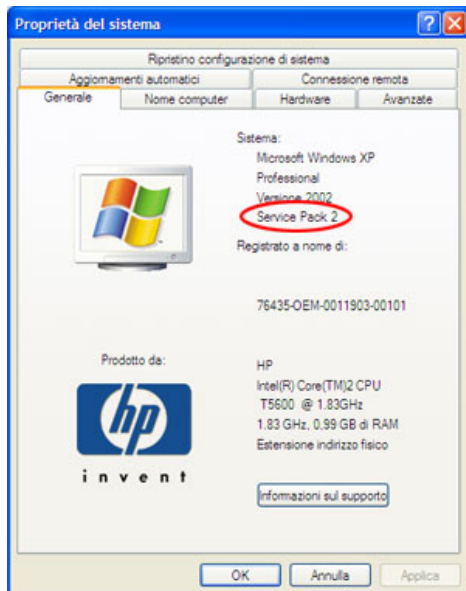 Proprietà del sistema
Ripristino configurazione di sistema
Aggiornamenti automatici
Connessione remota
Generale
Nome computer
Hardware
Avanzate
Sistema:
Microsoft Windows XP
Professional
Versione 2002
Service Pack 2
Registrato a nome di:
76435-OEM-0011903-00101
Prodotto da:
HP
Intel(R) Core(TM)2 CPU
T5600 @ 1.83GHz
1.83 GHz, 0,99 GB di RAM
Estensione indirizzo fisico
hp
invent
Informazioni sul supporto
OK
Annulla
Applica